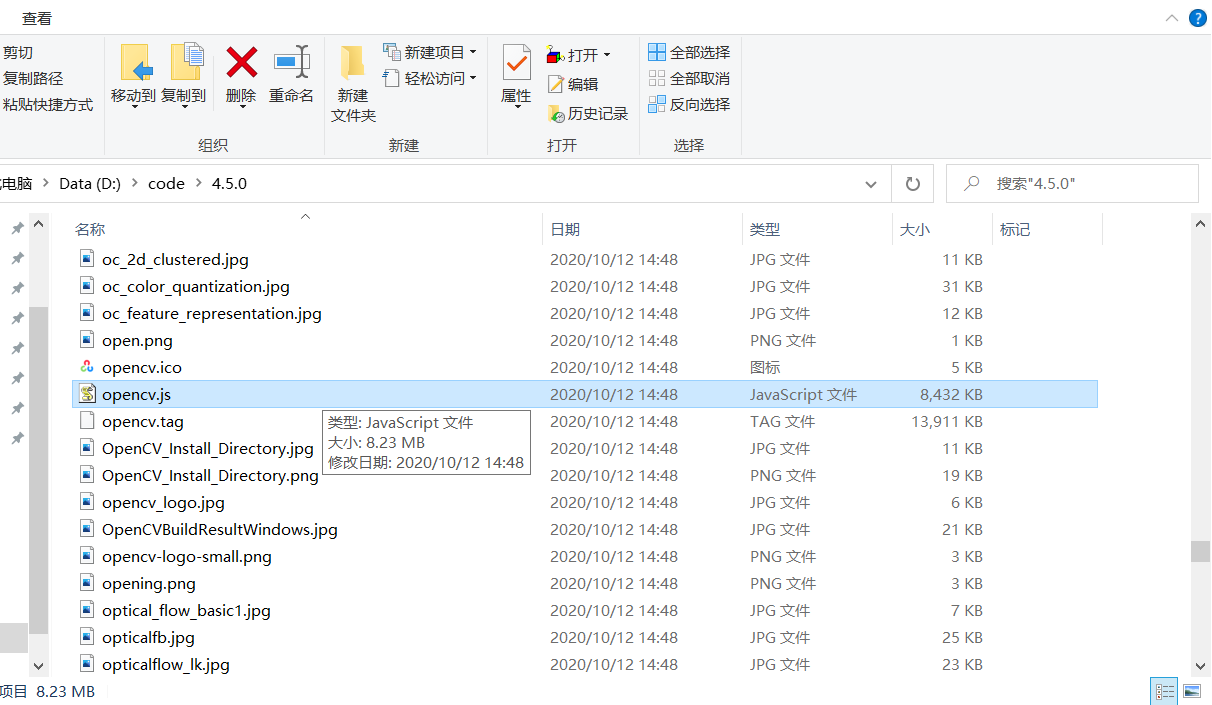 查看
剪切
复制路径
粘贴快捷方式
移动到
复制到
删除
重命名
组织
新建
文件夹
新建项目
轻松访问
新建
属性
打开
编辑
历史记录
打开
全部选择
全部取消
反向选择
选择
电脑 > Data (D:) > code > 4.5.0
搜索"4.5.0"
名称 日期 类型 大小 标记
oc_2d_clustered.jpg 2020/10/12 14:48 JPG 文件 11 KB
oc_color_quantization.jpg 2020/10/12 14:48 JPG 文件 31 KB
oc_feature_representation.jpg 2020/10/12 14:48 JPG 文件 12 KB
open.png 2020/10/12 14:48 PNG 文件 1 KB
opencv.ico 2020/10/12 14:48 图标 5 KB
opencv.js 2020/10/12 14:48 JavaScript 文件 8,432 KB
opencv.tag 2020/10/12 14:48 TAG 文件 13,911 KB
类型: JavaScript 文件
大小: 8.23 MB
修改日期: 2020/10/12 14:48
OpenCV_Install_Directory.jpg 2020/10/12 14:48 JPG 文件 11 KB
OpenCV_Install_Directory.png 2020/10/12 14:48 PNG 文件 19 KB
opencv_logo.jpg 2020/10/12 14:48 JPG 文件 6 KB
OpenCVBuildResultWindows.jpg 2020/10/12 14:48 JPG 文件 21 KB
opencv-logo-small.png 2020/10/12 14:48 PNG 文件 3 KB
opening.png 2020/10/12 14:48 PNG 文件 3 KB
optical_flow_basic1.jpg 2020/10/12 14:48 JPG 文件 7 KB
opticalfb.jpg 2020/10/12 14:48 JPG 文件 25 KB
opticalflow_lk.jpg 2020/10/12 14:48 JPG 文件 23 KB
项目 8.23 MB